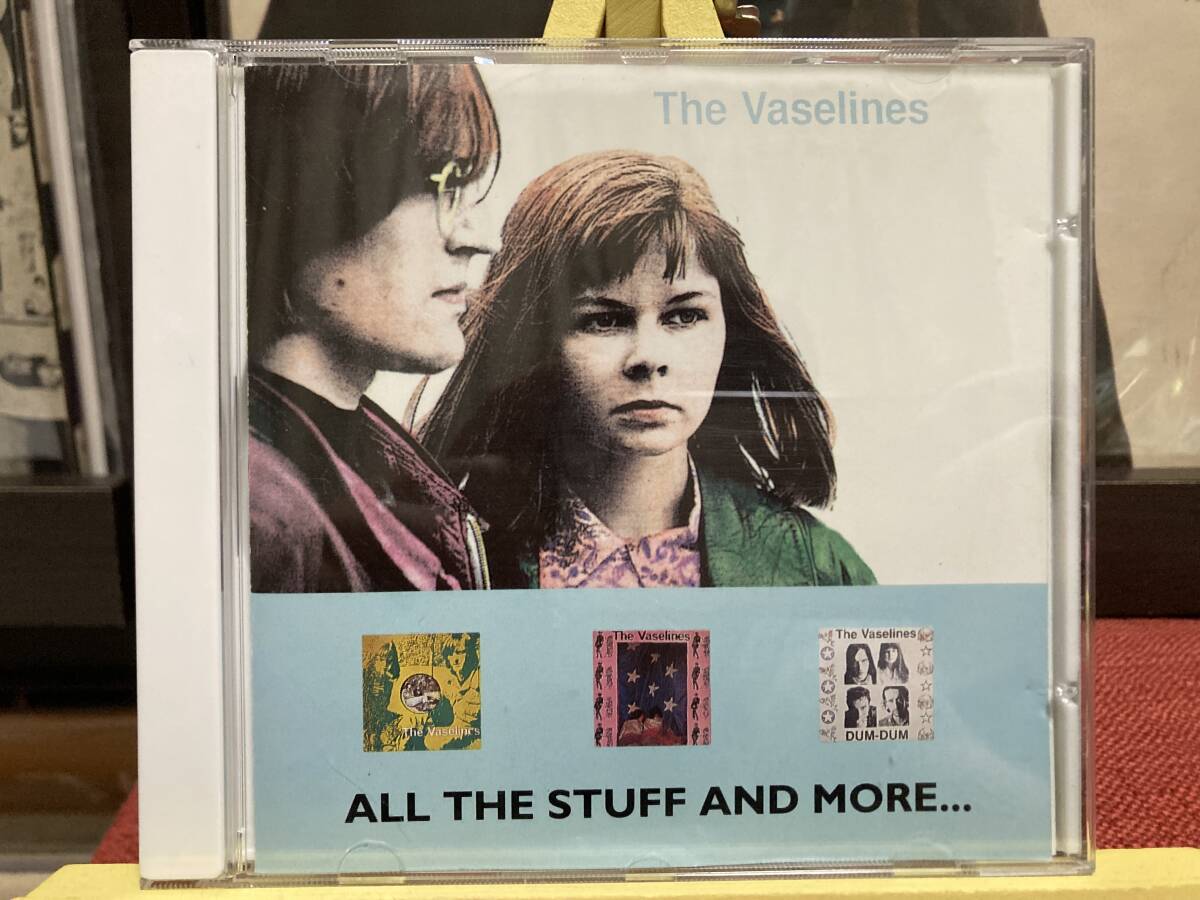 The Vaselines
The Vaselines
The Vaselines
The Vaselines
DUM-DUM
ALL THE STUFF AND MORE...